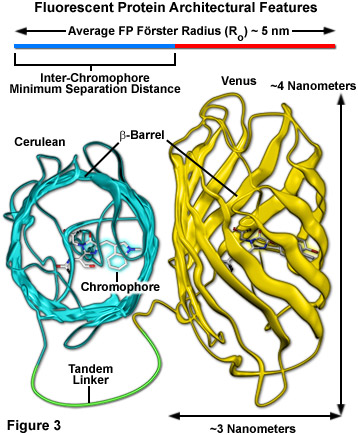 Fluorescent Protein Architectural Features
Average FP Förster Radius (Ro) ~ 5 nm
Inter-Chromophore
Minimum Separation Distance
Venus
~4 Nanometers
Cerulean
β-Barrel
Chromophore
Tandem
Linker
Figure 3
~3 Nanometers